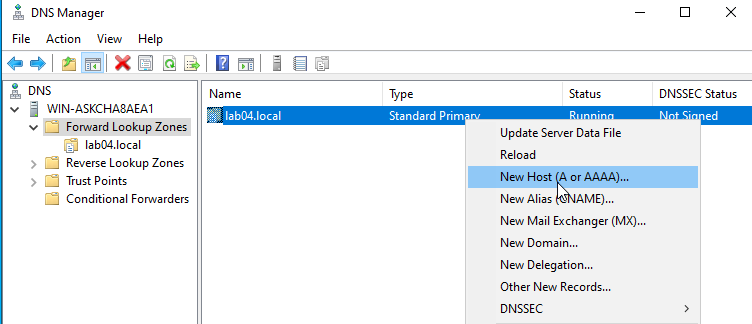 DNS Manager
File Action View Help
DNS
WIN-ASKCHA8AEA1
Forward Lookup Zones
lab04.local
Reverse Lookup Zones
Trust Points
Conditional Forwarders
Name Type Status DNSSEC Status
lab04.local Standard Primary Running Not Signed
Update Server Data File
Reload
New Host (A or AAAA)...
New Alias (CNAME)...
New Mail Exchanger (MX)...
New Domain...
New Delegation...
Other New Records...
DNSSEC